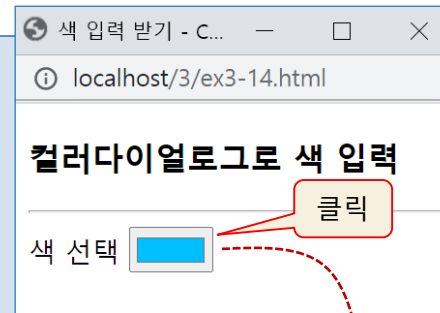 색 입력 받기 - C...
localhost/3/ex3-14.html
컬러다이얼로그로 색 입력
클릭
색 선택